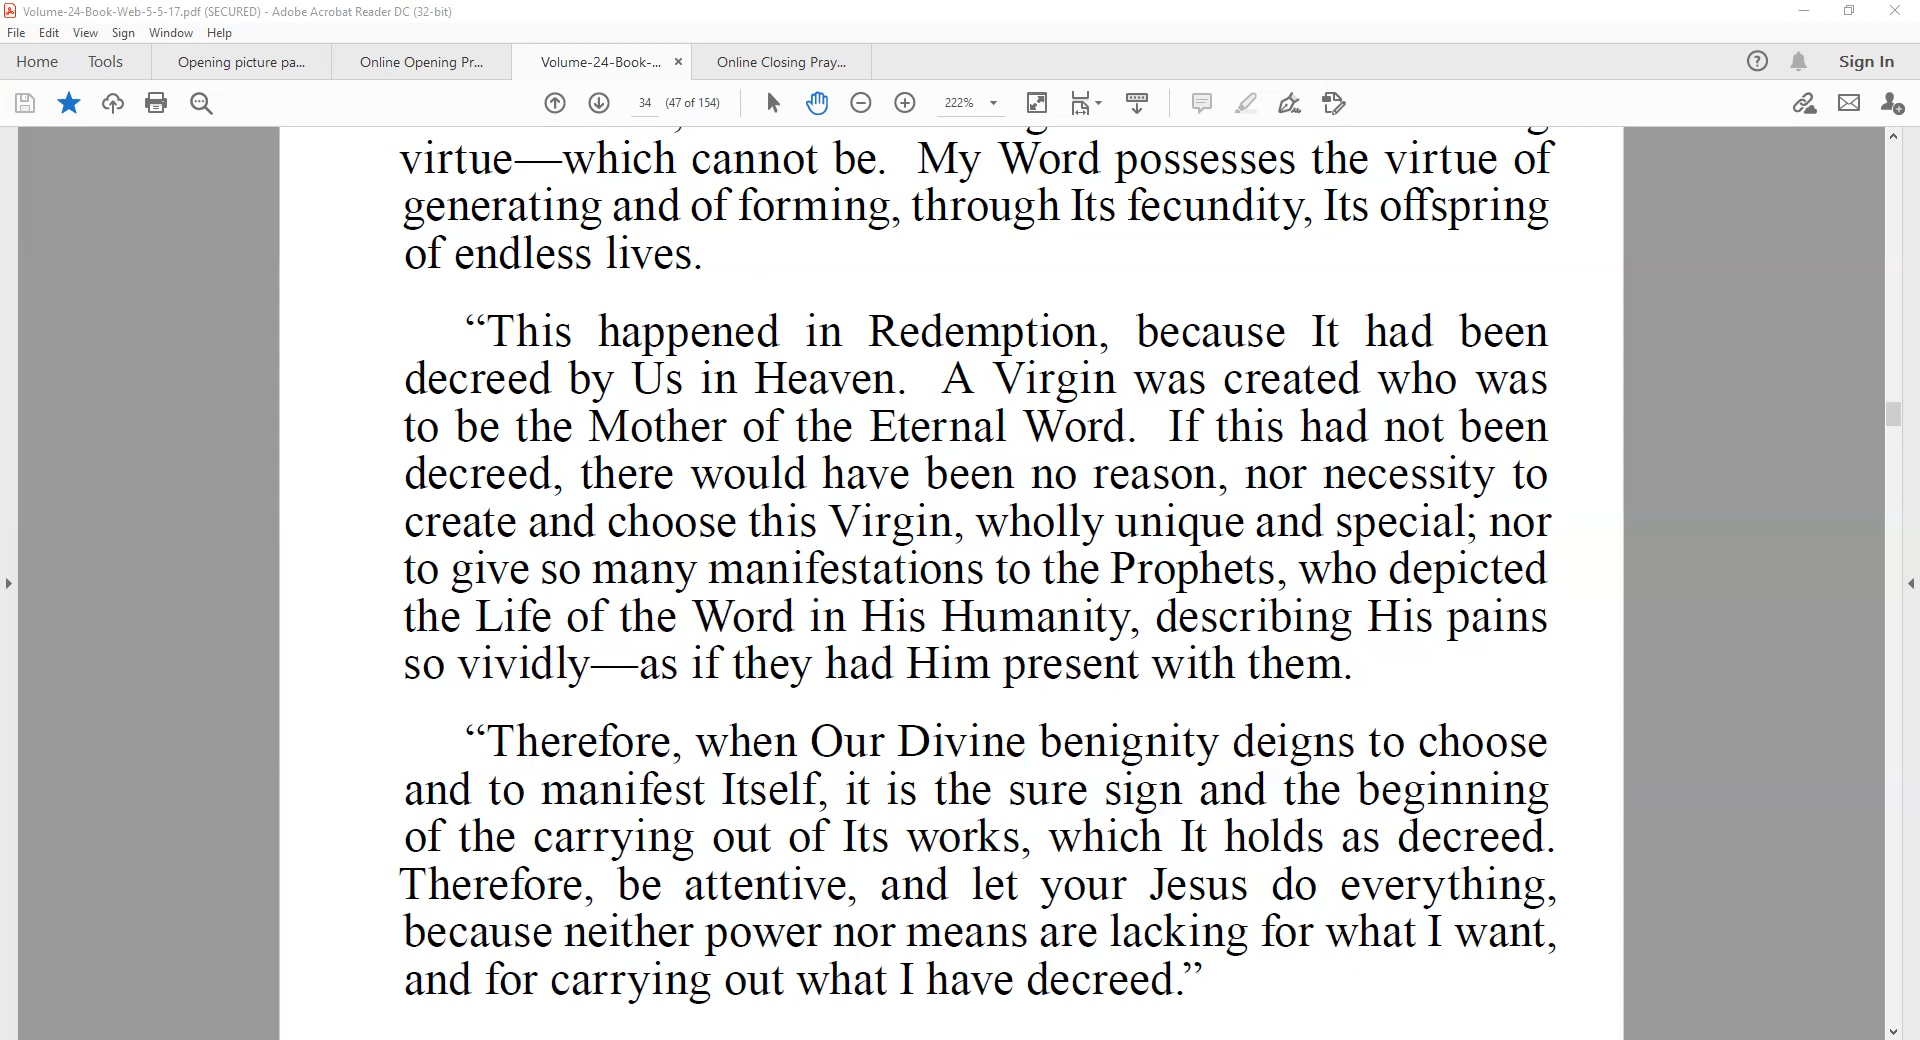 Volume-24-Book-Web-5-5-17.pdf (SECURED) - Adobe Acrobat Reader DC (32-bit)
File Edit View Sign Window Help
Home Tools Opening picture pa... Online Opening Pr... Volume-24-Book-... × Online Closing Pray... Sign In
34 (47 of 154) 222%
virtue—which cannot be. My Word possesses the virtue of
generating and of forming, through Its fecundity, Its offspring
of endless lives.
“This happened in Redemption, because It had been
decreed by Us in Heaven. A Virgin was created who was
to be the Mother of the Eternal Word. If this had not been
decreed, there would have been no reason, nor necessity to
create and choose this Virgin, wholly unique and special; nor
to give so many manifestations to the Prophets, who depicted
the Life of the Word in His Humanity, describing His pains
so vividly—as if they had Him present with them.
“Therefore, when Our Divine benignity deigns to choose
and to manifest Itself, it is the sure sign and the beginning
of the carrying out of Its works, which It holds as decreed.
Therefore, be attentive, and let your Jesus do everything,
because neither power nor means are lacking for what I want,
and for carrying out what I have decreed.”